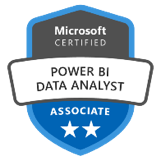 Microsoft
CERTIFIED
POWER BI
DATA ANALYST
ASSOCIATE